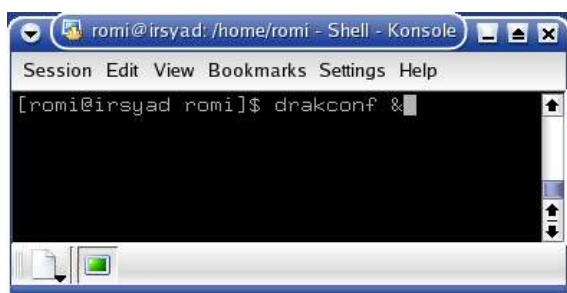 romi@irsyad: /home/romi - Shell - Konsole
Session Edit View Bookmarks Settings Help
[romi@irsyad romi]$ drakconf &